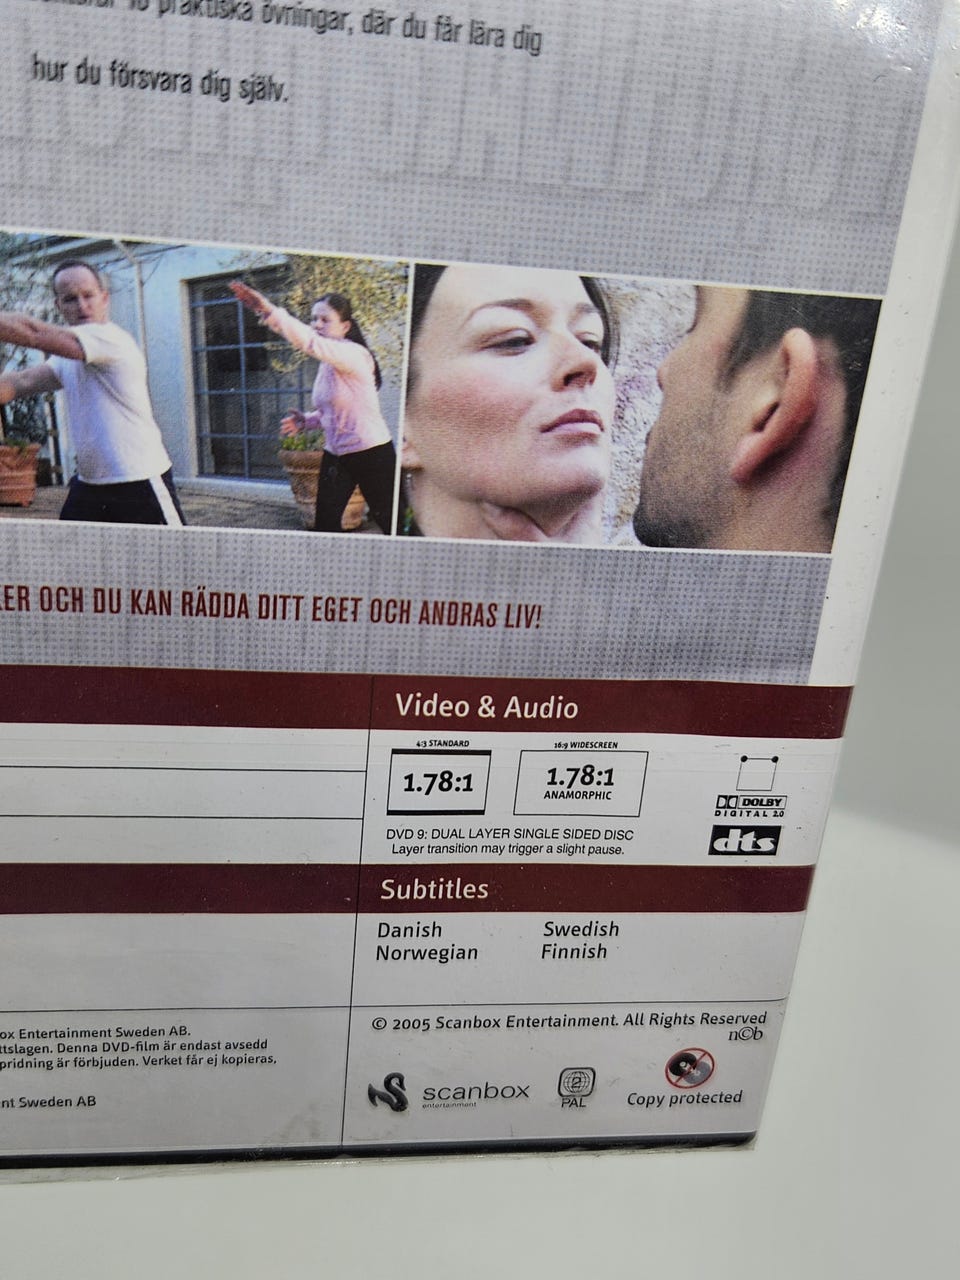 praktiska övningar, där du får lära dig
hur du försvara dig själv.
ER OCH DU KAN RÄDDA DITT EGET OCH ANDRAS LIV!
Video & Audio
4:3 STANDARD
1.78:1
16:9 WIDESCREEN
1.78:1
ANAMORPHIC
DOLBY
DIGITAL 2.0
dts
DVD 9: DUAL LAYER SINGLE SIDED DISC
Layer transition may trigger a slight pause.
Subtitles
Danish Swedish
Norwegian Finnish
ox Entertainment Sweden AB.
ttslagen. Denna DVD-film är endast avsedd
pridning är förbjuden. Verket får ej kopieras,
nt Sweden AB
© 2005 Scanbox Entertainment. All Rights Reserved
n©b
scanbox
entertainment
2
PAL
Copy protected